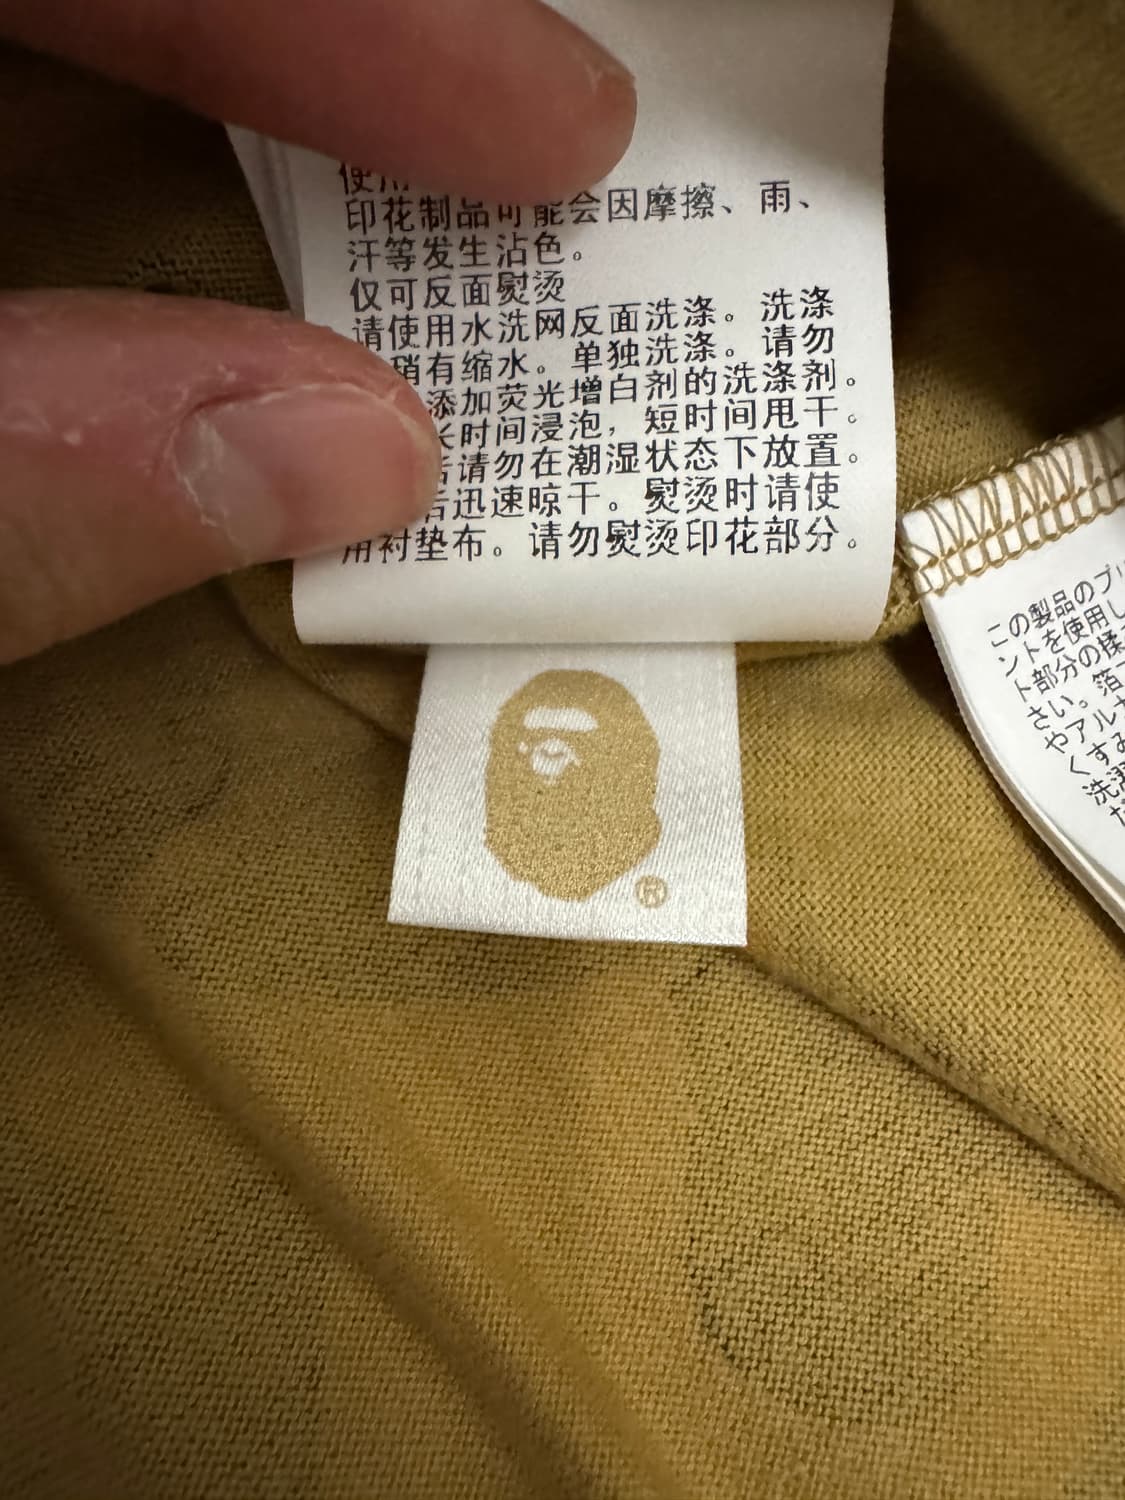 使用
印花制品可能会因摩擦、雨、
汗等发生沾色。
仅可反面熨烫
请使用水洗网反面洗涤。洗涤
稍有缩水。单独洗涤。请勿
添加荧光增白剂的洗涤剂。
长时间浸泡，短时间甩干。
后请勿在潮湿状态下放置。
后迅速晾干。熨烫时请使
用衬垫布。请勿熨烫印花部分。
®
この製品のプリ
ントを使用し
ト部分の揉
さい。箔
やアル
くすみ
洗濯